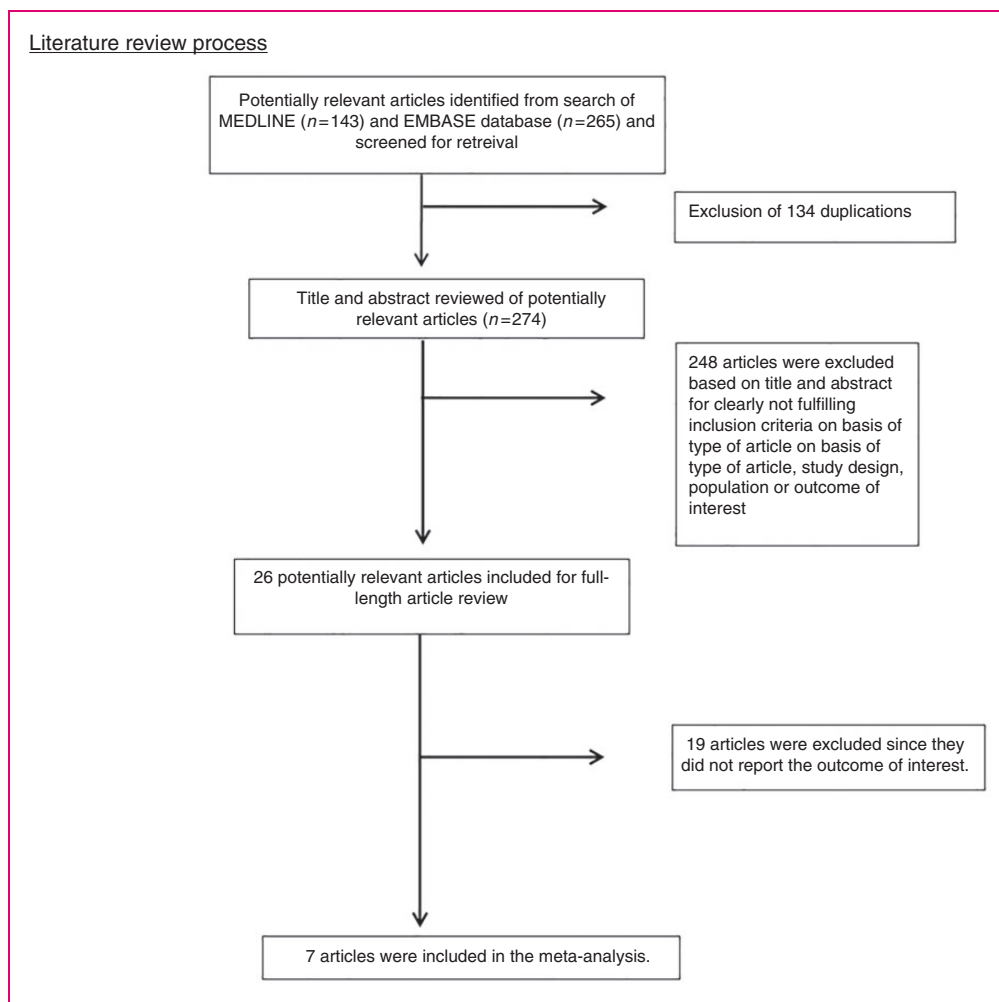 Literature review process
Potentially relevant articles identified from search of
MEDLINE (n=143) and EMBASE database (n=265) and
screened for retreival
Exclusion of 134 duplications
Title and abstract reviewed of potentially
relevant articles (n=274)
248 articles were excluded
based on title and abstract
for clearly not fulfilling
inclusion criteria on basis of
type of article on basis of
type of article, study design,
population or outcome of
interest
26 potentially relevant articles included for full-
length article review
19 articles were excluded since they
did not report the outcome of interest.
7 articles were included in the meta-analysis.